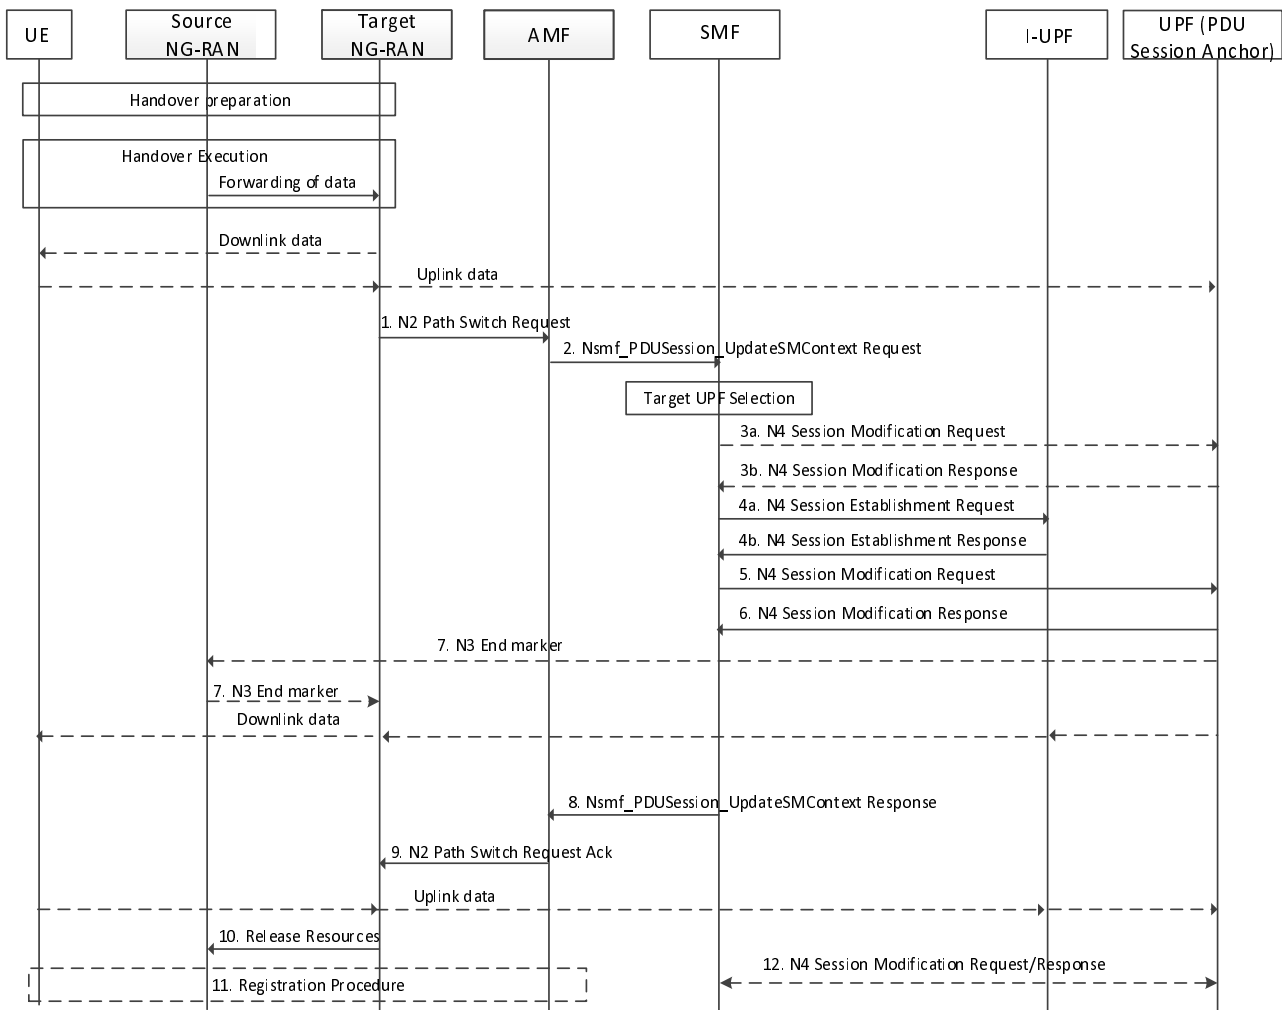 UE
Source
NG-RAN
Target
NG-RAN
AMF
SMF
I-UPF
UPF (PDU
Session Anchor)
Handover preparation
Handover Execution
Forwarding of data
Downlink data
Uplink data
1. N2 Path Switch Request
2. Nsmf_PDUSession_UpdateSMContext Request
Target UPF Selection
3a. N4 Session Modification Request
3b. N4 Session Modification Response
4a. N4 Session Establishment Request
4b. N4 Session Establishment Response
5. N4 Session Modification Request
6. N4 Session Modification Response
7. N3 End marker
7. N3 End marker
Downlink data
8. Nsmf_PDUSession_UpdateSMContext Response
9. N2 Path Switch Request Ack
Uplink data
10. Release Resources
12. N4 Session Modification Request/Response
11. Registration Procedure